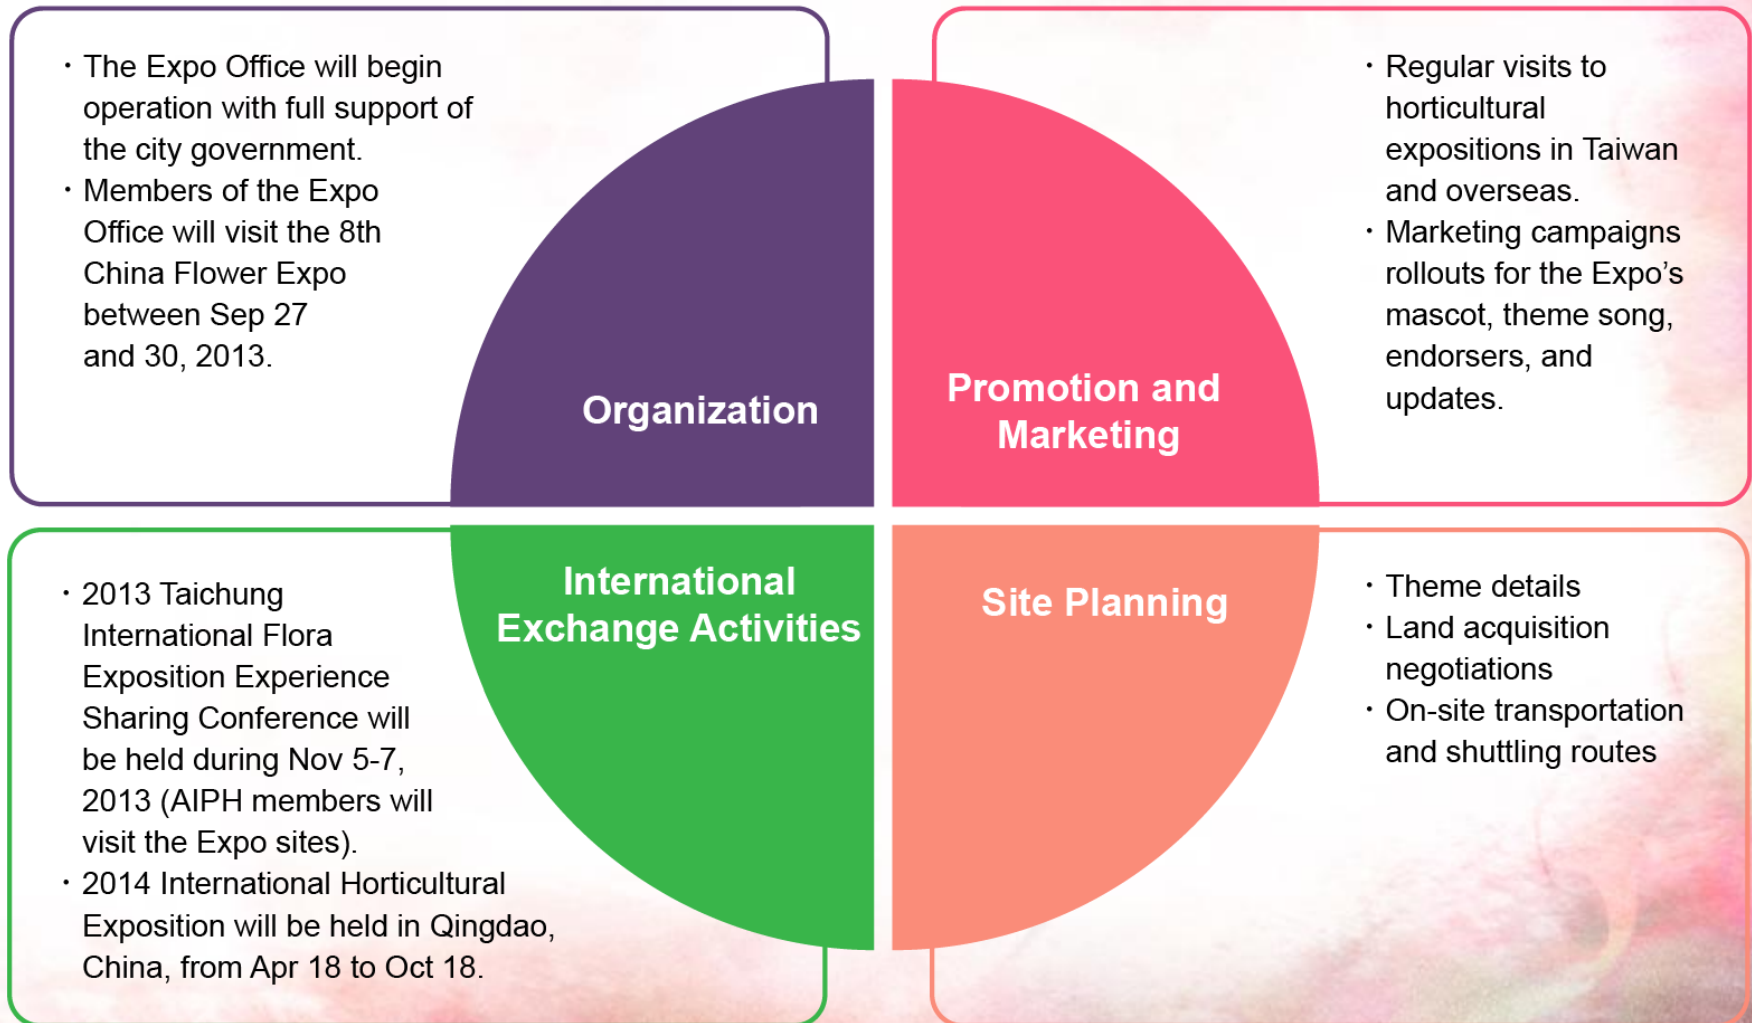 · The Expo Office will begin
operation with full support of
the city government.
· Members of the Expo
Office will visit the 8th
China Flower Expo
between Sep 27
and 30, 2013.
Organization
· Regular visits to
horticultural
expositions in Taiwan
and overseas.
· Marketing campaigns
rollouts for the Expo’s
mascot, theme song,
endorsers, and
updates.
Promotion and
Marketing
· 2013 Taichung
International Flora
Exposition Experience
Sharing Conference will
be held during Nov 5-7,
2013 (AIPH members will
visit the Expo sites).
· 2014 International Horticultural
Exposition will be held in Qingdao,
China, from Apr 18 to Oct 18.
International
Exchange Activities
Site Planning
· Theme details
· Land acquisition
negotiations
· On-site transportation
and shuttling routes